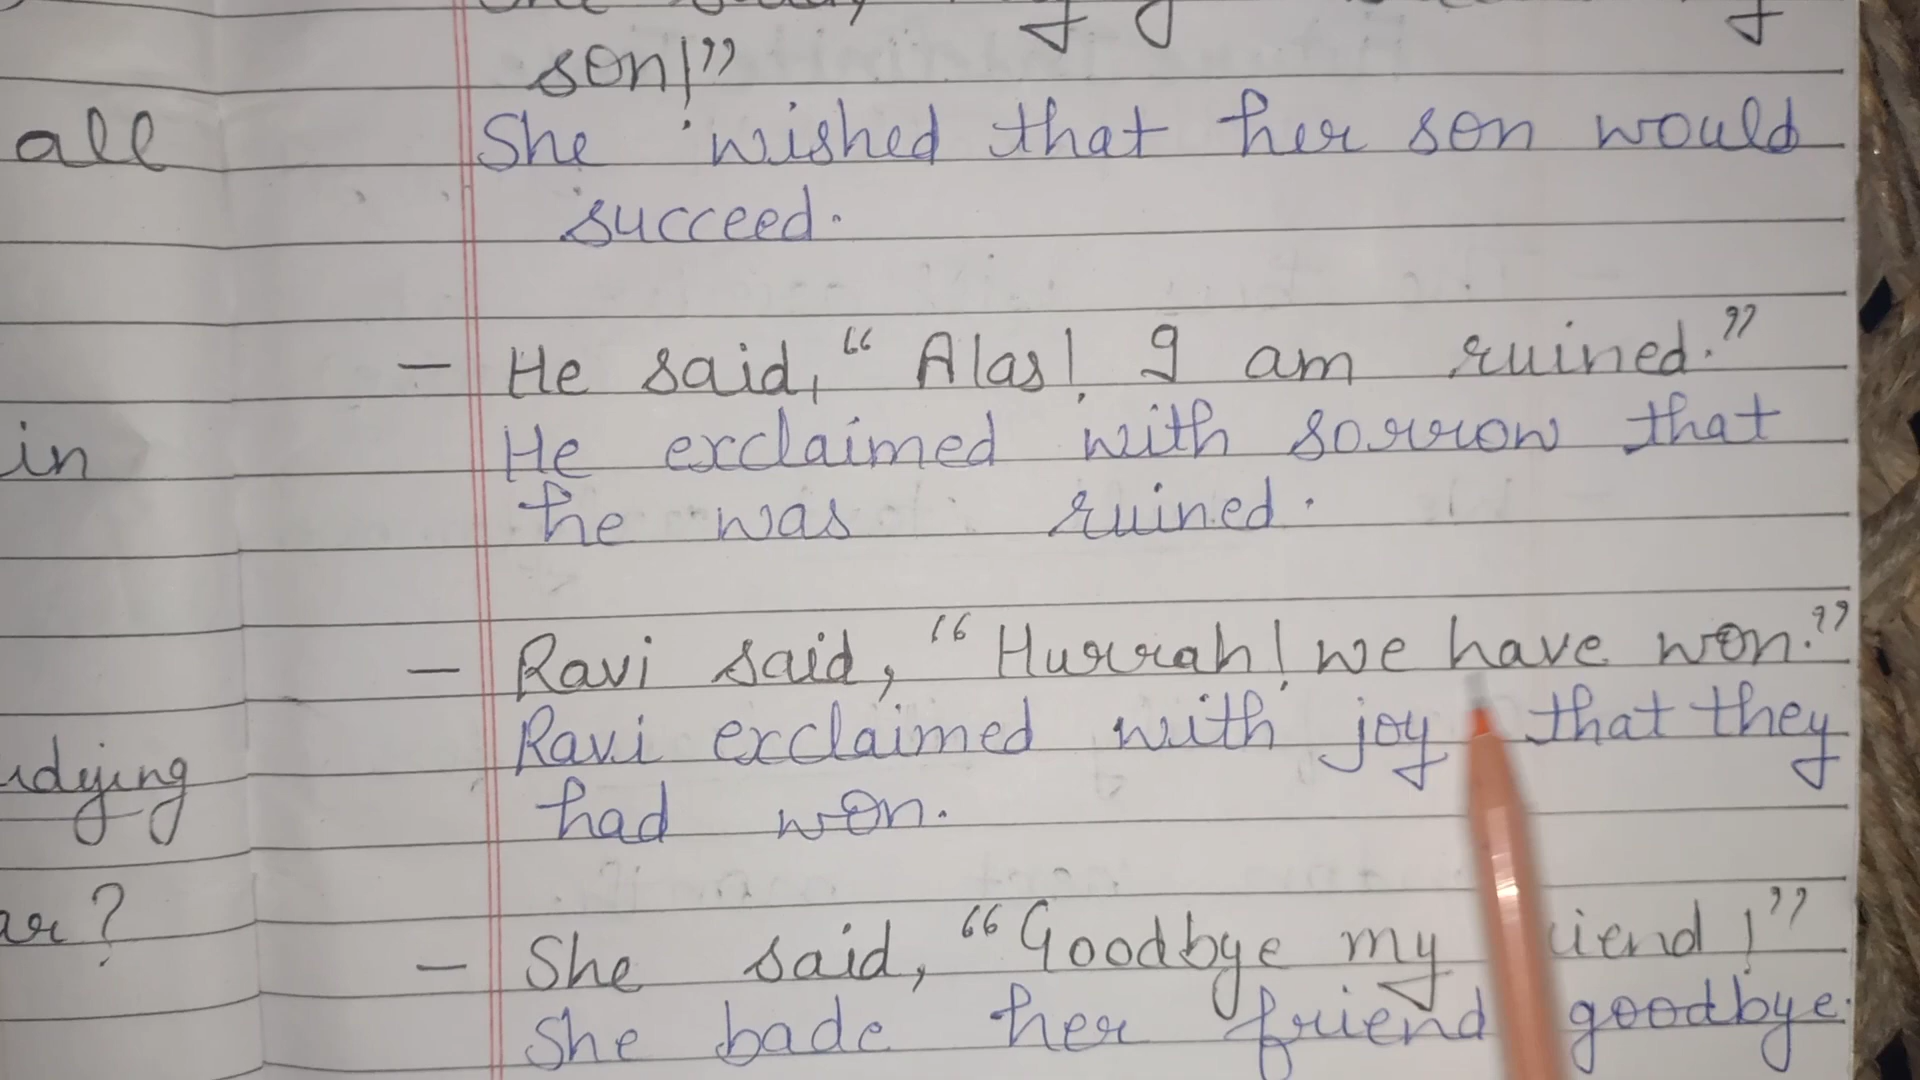 son!"
all
She wished that her son would
succeed.
– He said, "Alas! I am ruined."
in
He exclaimed with sorrow that
he was ruined.
– Ravi said, "Hurrah! we have won."
Ravi exclaimed with joy that they
had won.
ar?
– She said, "Goodbye my
She bade her friend goodbye.